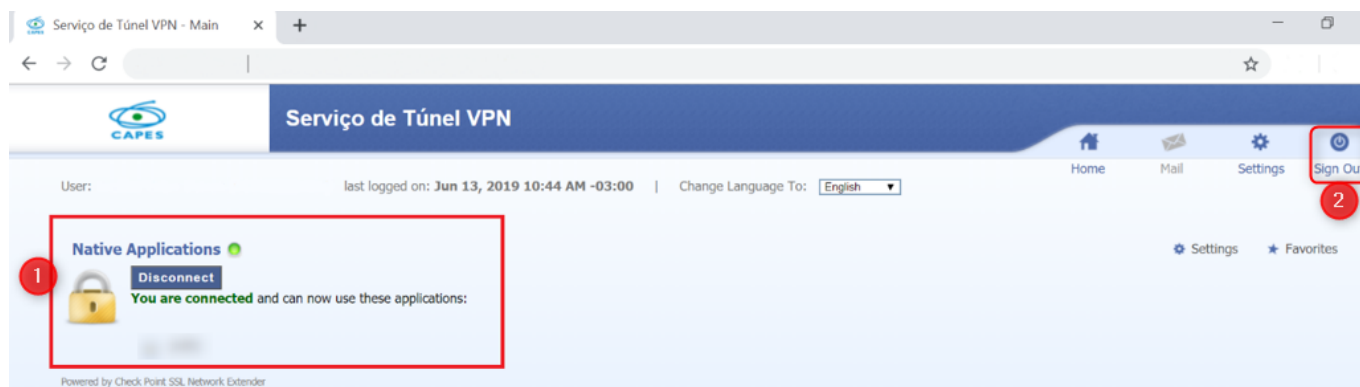 Serviço de Túnel VPN - Main
CAPES
Serviço de Túnel VPN
Home Mail Settings Sign Ou
User: last logged on: Jun 13, 2019 10:44 AM -03:00 | Change Language To: English
2
Native Applications
Settings Favorites
1
Disconnect
You are connected and can now use these applications:
Powered by Check Point SSL Network Extender